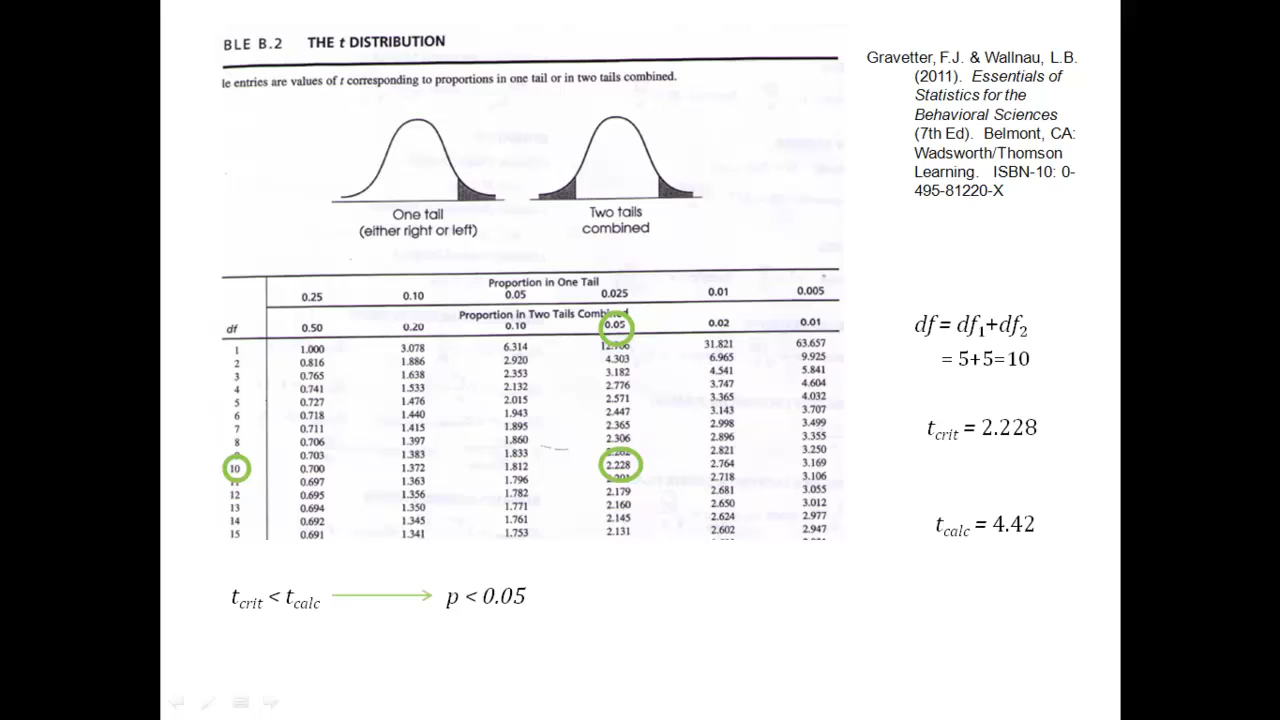 BLE B.2 THE t DISTRIBUTION
le entries are values of t corresponding to proportions in one tail or in two tails combined.
One tail
(either right or left)
Two tails
combined
Proportion in One Tail
0.25 0.10 0.05 0.025 0.01 0.005
Proportion in Two Tails Combined
df 0.50 0.20 0.10 0.05 0.02 0.01
1 1.000 3.078 6.314 31.821 63.657
2 0.816 1.886 2.920 4.303 6.965 9.925
3 0.765 1.638 2.353 3.182 4.541 5.841
4 0.741 1.533 2.132 2.776 3.747 4.604
5 0.727 1.476 2.015 2.571 3.365 4.032
6 0.718 1.440 1.943 2.447 3.143 3.707
7 0.711 1.415 1.895 2.365 2.998 3.499
8 0.706 1.397 1.860 2.306 2.896 3.355
0.703 1.383 1.833 2.821 3.250
10 0.700 1.372 1.812 2.228 2.764 3.169
0.697 1.363 1.796 2.718 3.106
12 0.695 1.356 1.782 2.179 2.681 3.055
13 0.694 1.350 1.771 2.160 2.650 3.012
14 0.692 1.345 1.761 2.145 2.624 2.977
15 0.691 1.341 1.753 2.131 2.602 2.947
Gravetter, F.J. & Wallnau, L.B.
(2011). Essentials of
Statistics for the
Behavioral Sciences
(7th Ed). Belmont, CA:
Wadsworth/Thomson
Learning. ISBN-10: 0-
495-81220-X
df = df1+df2
= 5+5=10
tcrit = 2.228
tcalc = 4.42
tcrit < tcalc → p < 0.05